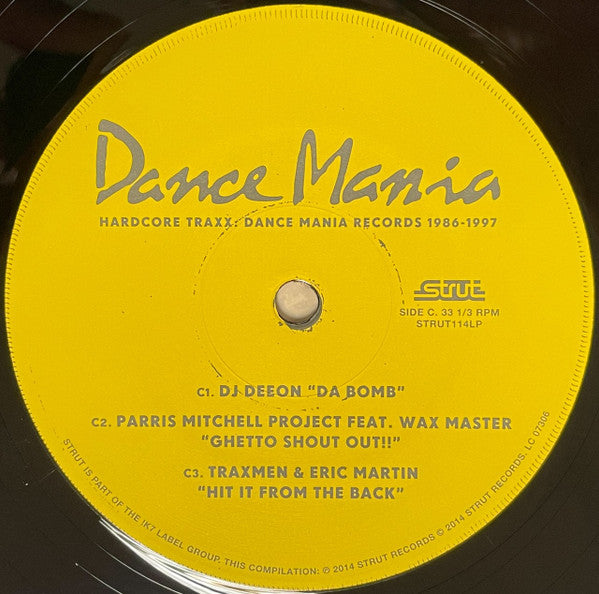 Dance Mania
HARDCORE TRAXX: DANCE MANIA RECORDS 1986-1997
STRUT
SIDE C. 33 1/3 RPM
STRUT114LP
C1. DJ DEEON "DA BOMB"
C2. PARRIS MITCHELL PROJECT FEAT. WAX MASTER
"GHETTO SHOUT OUT!!"
C3. TRAXMEN & ERIC MARTIN
"HIT IT FROM THE BACK"
STRUT IS PART OF THE !K7 LABEL GROUP. THIS COMPILATION: ℗ 2014 STRUT RECORDS © 2014 STRUT RECORDS. LC 07306